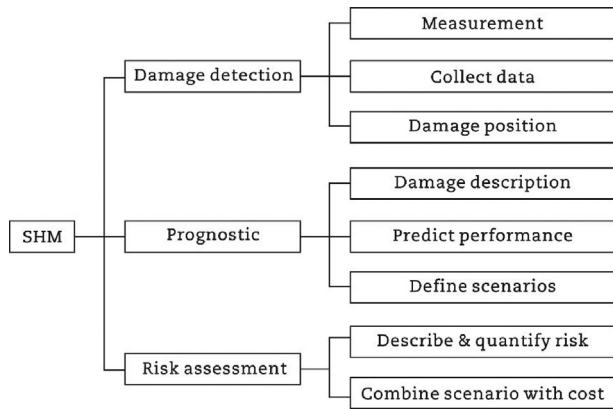 SHM
Damage detection
Measurement
Collect data
Damage position
Prognostic
Damage description
Predict performance
Define scenarios
Risk assessment
Describe & quantify risk
Combine scenario with cost